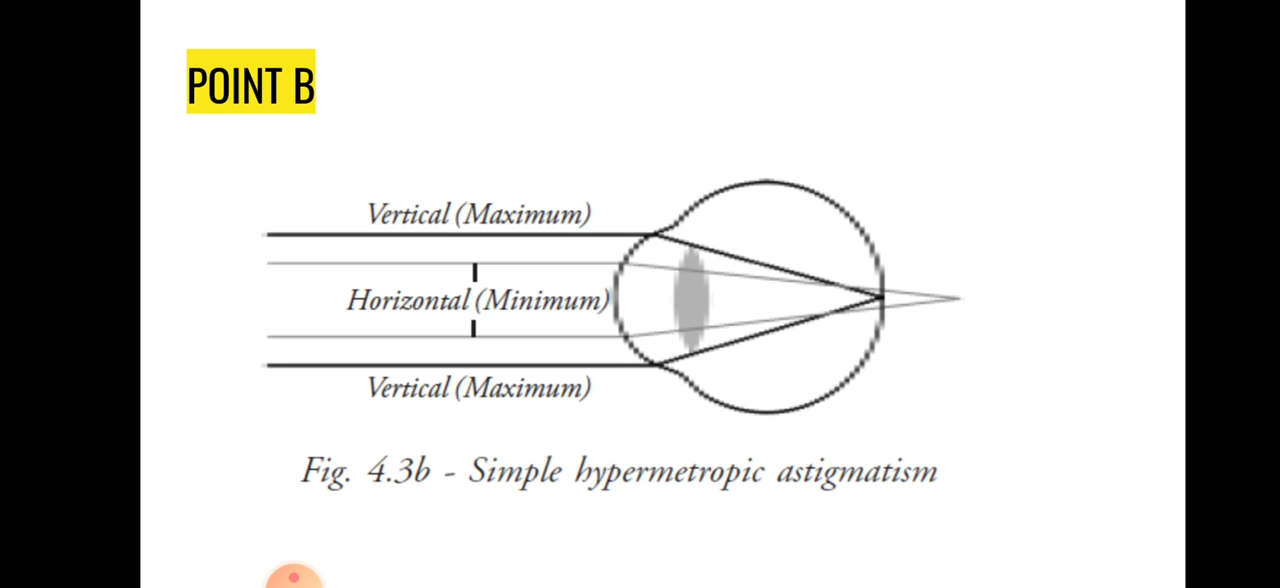 POINT B
Vertical (Maximum)
Horizontal (Minimum)
Vertical (Maximum)
Fig. 4.3b - Simple hypermetropic astigmatism